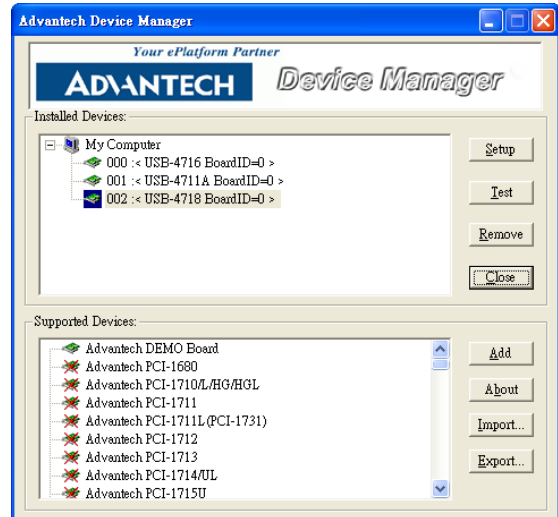 Advantech Device Manager
Your ePlatform Partner
ADVANTECH Device Manager
Installed Devices:
My Computer
000 :< USB-4716 BoardID=0 >
001 :< USB-4711A BoardID=0 >
002 :< USB-4718 BoardID=0 >
Setup
Test
Remove
Close
Supported Devices:
Advantech DEMO Board
Advantech PCI-1680
Advantech PCI-1710/L/HG/HGL
Advantech PCI-1711
Advantech PCI-1711L(PCI-1731)
Advantech PCI-1712
Advantech PCI-1713
Advantech PCI-1714/UL
Advantech PCI-1715U
Add
About
Import...
Export...